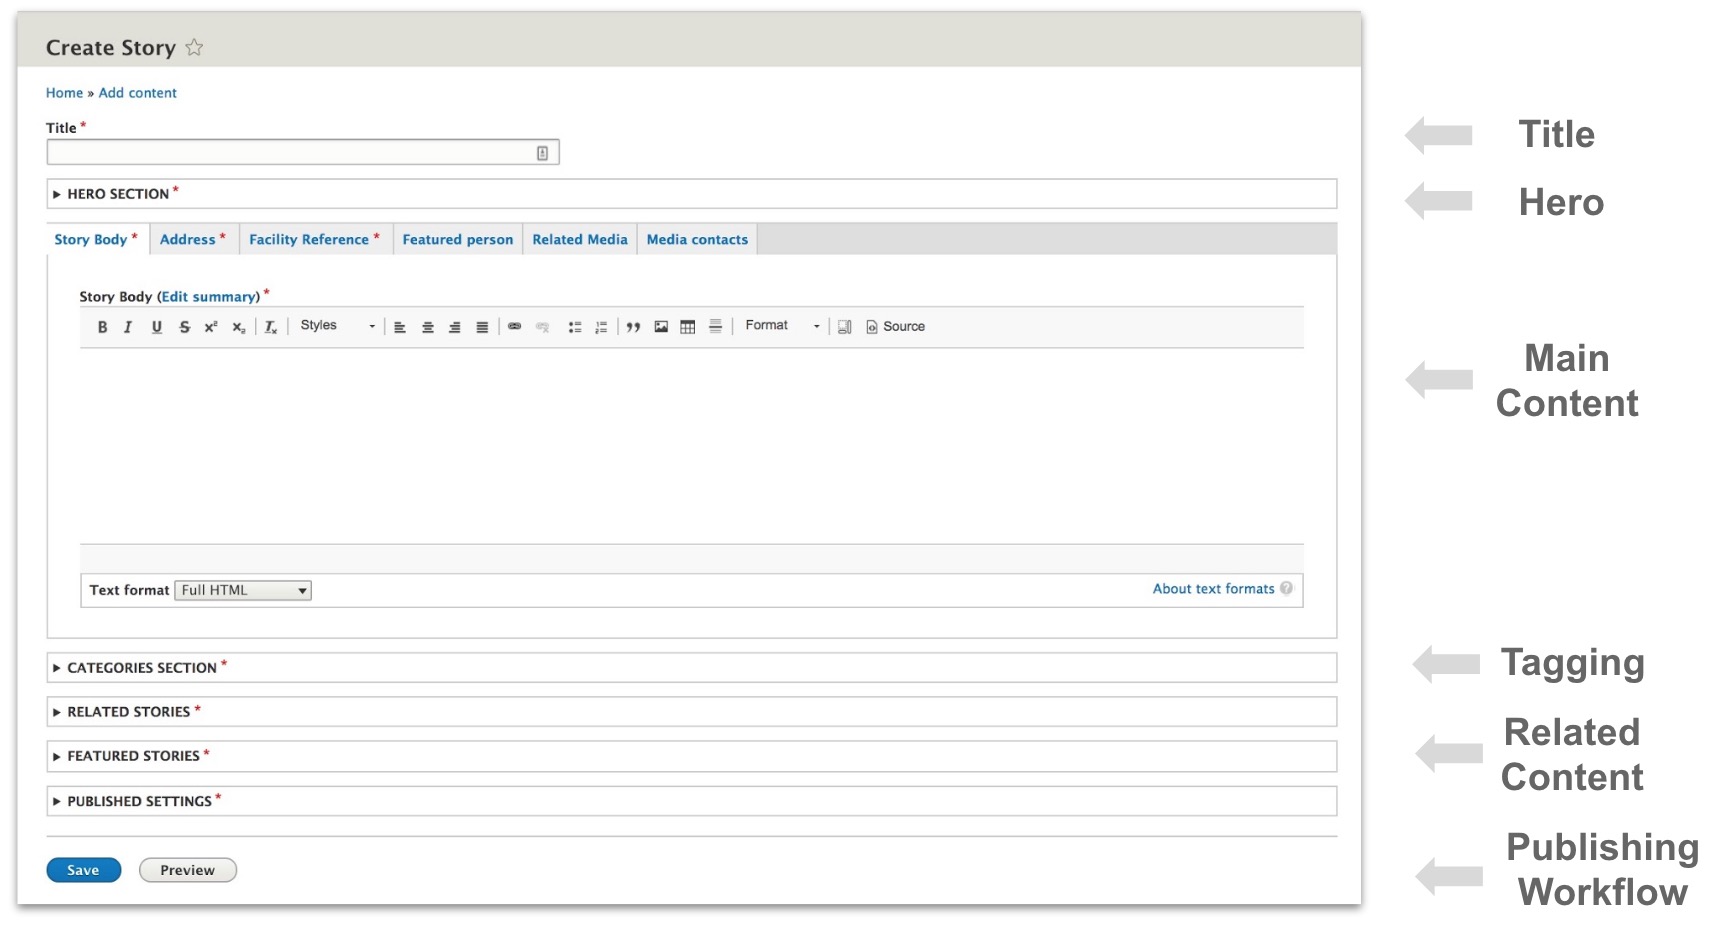 Create Story
Home » Add content
Title *
HERO SECTION *
Story Body * Address * Facility Reference * Featured person Related Media Media contacts
Story Body (Edit summary) *
B I U S x² x₂ Tx Styles Format Source
Text format Full HTML About text formats ?
CATEGORIES SECTION *
RELATED STORIES *
FEATURED STORIES *
PUBLISHED SETTINGS *
Save Preview
Title
Hero
Main
Content
Tagging
Related
Content
Publishing
Workflow